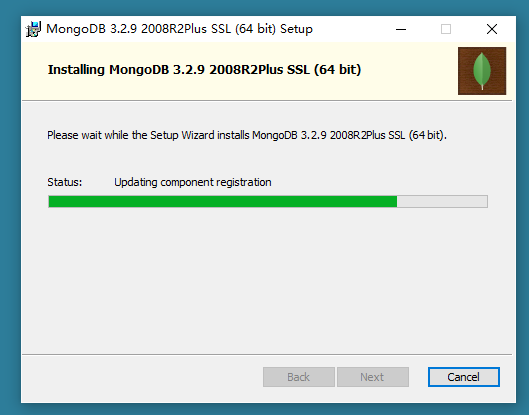 MongoDB 3.2.9 2008R2Plus SSL (64 bit) Setup
Installing MongoDB 3.2.9 2008R2Plus SSL (64 bit)
Please wait while the Setup Wizard installs MongoDB 3.2.9 2008R2Plus SSL (64 bit).
Status: Updating component registration
Back Next Cancel